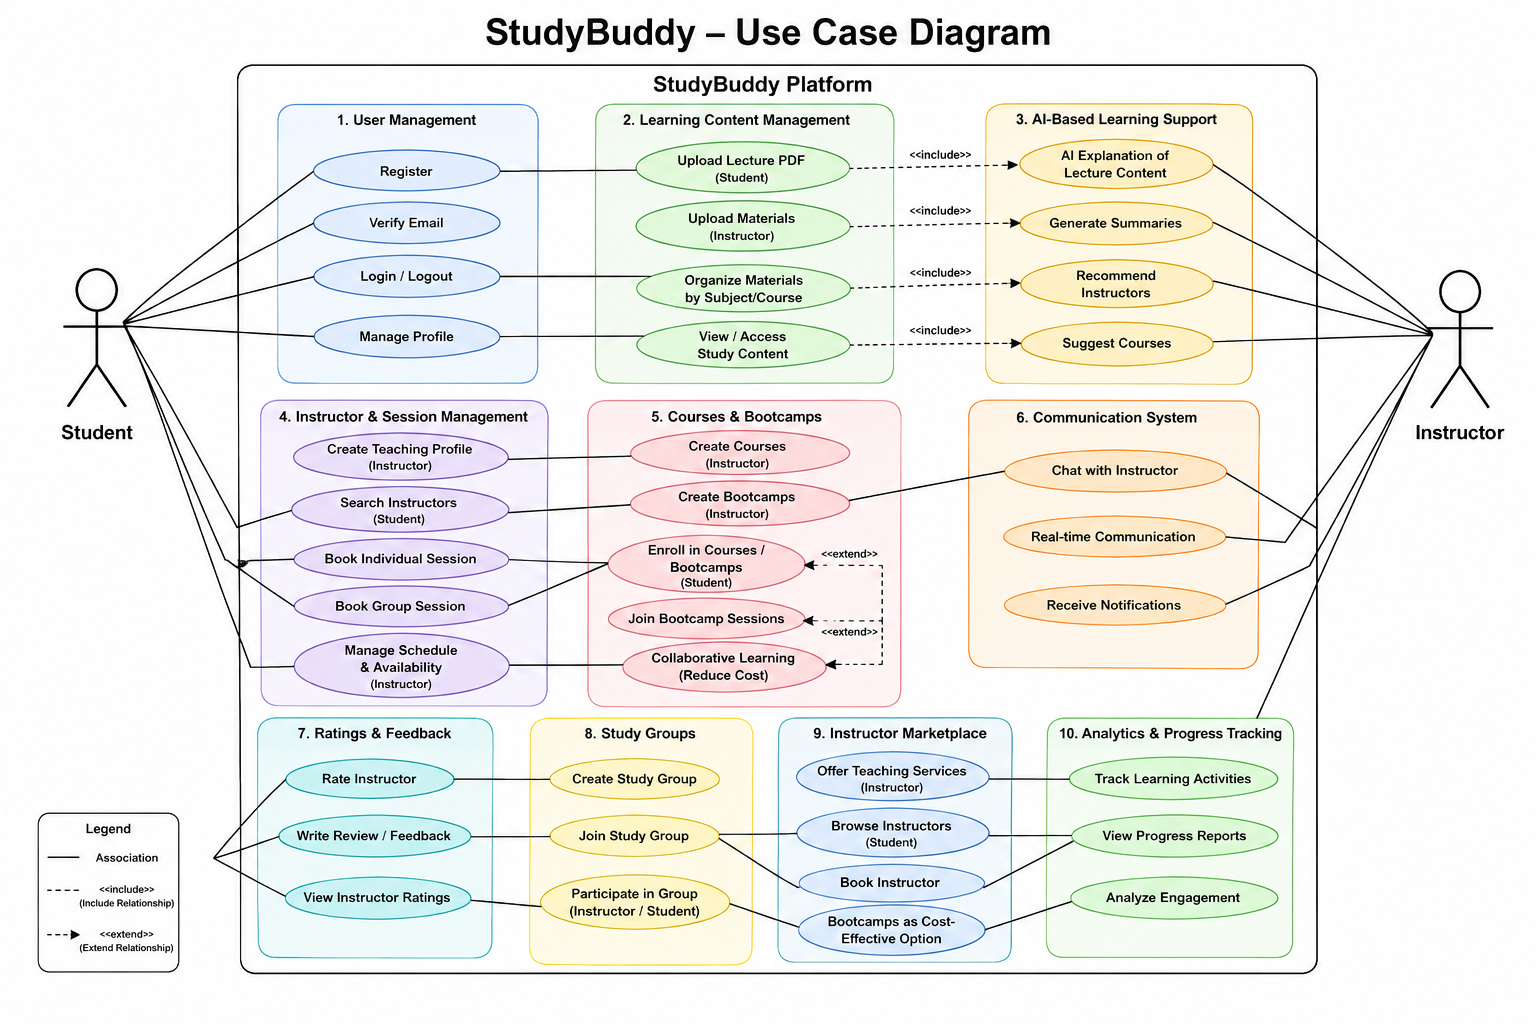 StudyBuddy – Use Case Diagram
StudyBuddy Platform
1. User Management
Register
Verify Email
Login / Logout
Manage Profile
2. Learning Content Management
Upload Lecture PDF
(Student)
Upload Materials
(Instructor)
Organize Materials
by Subject/Course
View / Access
Study Content
<<include>>
<<include>>
<<include>>
<<include>>
3. AI-Based Learning Support
AI Explanation of
Lecture Content
Generate Summaries
Recommend
Instructors
Suggest Courses
Student
Instructor
4. Instructor & Session Management
Create Teaching Profile
(Instructor)
Search Instructors
(Student)
Book Individual Session
Book Group Session
Manage Schedule
& Availability
(Instructor)
5. Courses & Bootcamps
Create Courses
(Instructor)
Create Bootcamps
(Instructor)
Enroll in Courses /
Bootcamps
(Student)
Join Bootcamp Sessions
Collaborative Learning
(Reduce Cost)
<<extend>>
<<extend>>
6. Communication System
Chat with Instructor
Real-time Communication
Receive Notifications
7. Ratings & Feedback
Rate Instructor
Write Review / Feedback
View Instructor Ratings
8. Study Groups
Create Study Group
Join Study Group
Participate in Group
(Instructor / Student)
9. Instructor Marketplace
Offer Teaching Services
(Instructor)
Browse Instructors
(Student)
Book Instructor
Bootcamps as Cost-
Effective Option
10. Analytics & Progress Tracking
Track Learning Activities
View Progress Reports
Analyze Engagement
Legend
Association
<<include>>
(Include Relationship)
<<extend>>
(Extend Relationship)